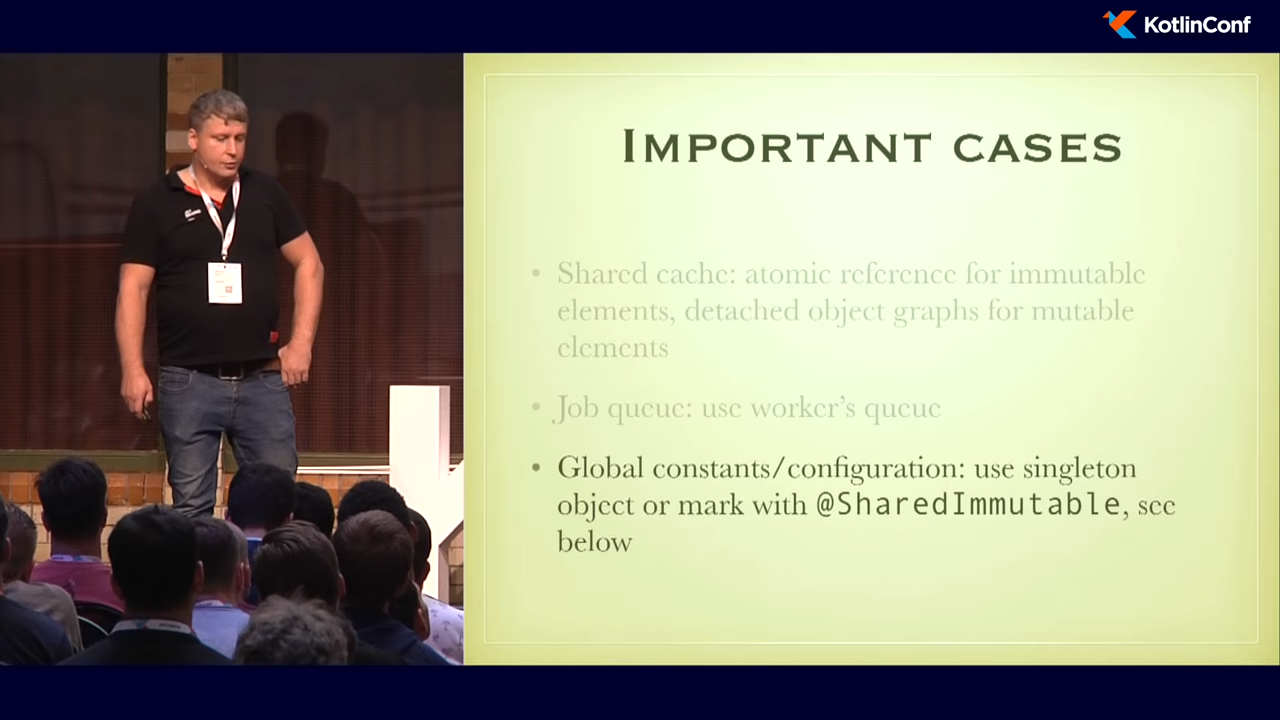 KotlinConf
IMPORTANT CASES
• Shared cache: atomic reference for immutable
elements, detached object graphs for mutable
elements
• Job queue: use worker's queue
• Global constants/configuration: use singleton
object or mark with @SharedImmutable, see
below